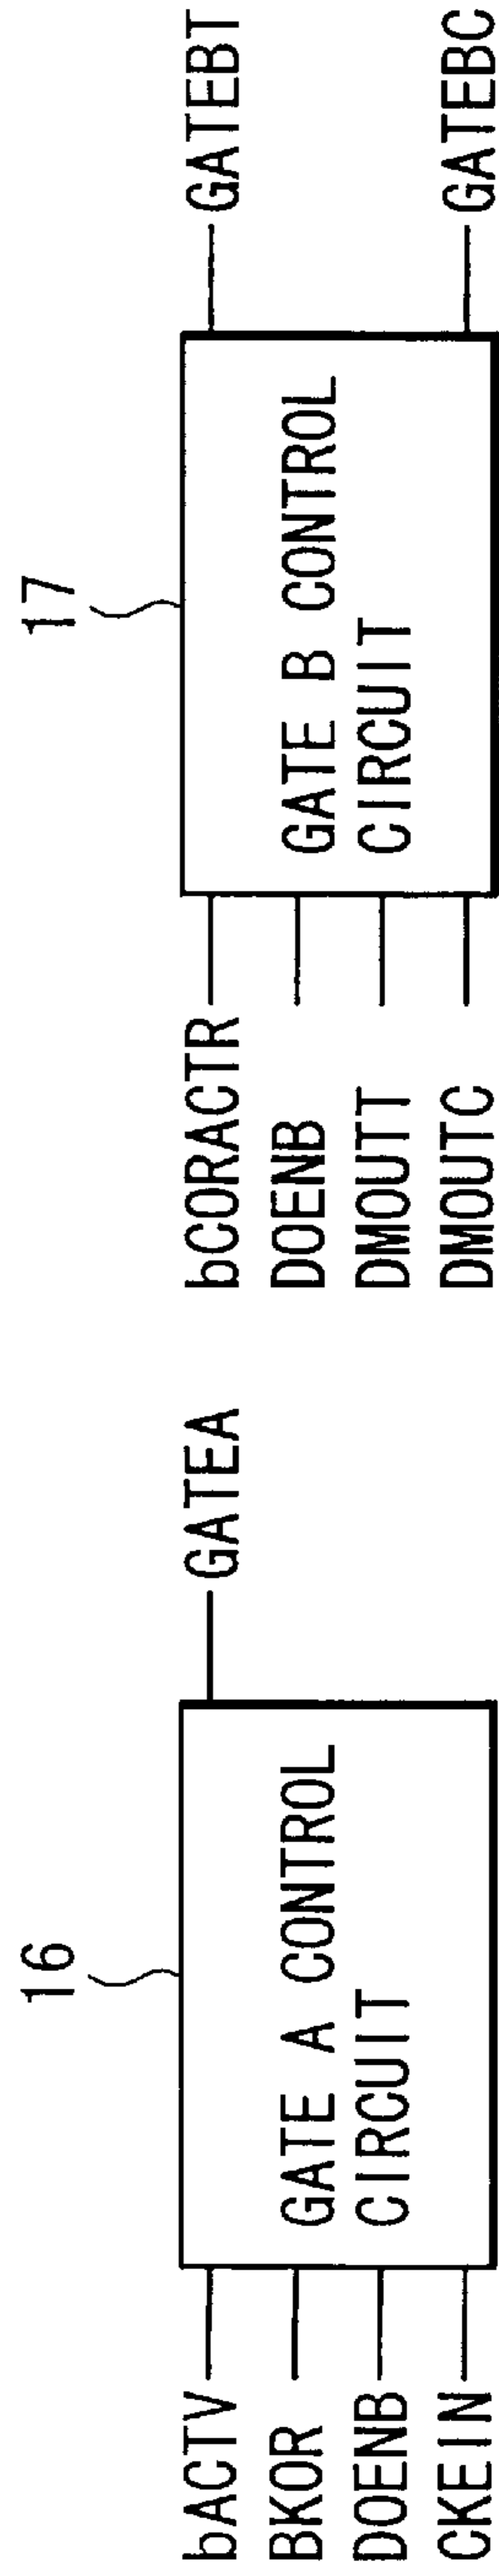 16
bACTV
BKOR
DOENB
CKEIN
GATE A CONTROL
CIRCUIT
GATEA
17
bCORACTR
DOENB
DMOUTT
DMOUTC
GATE B CONTROL
CIRCUIT
GATEBT
GATEBC